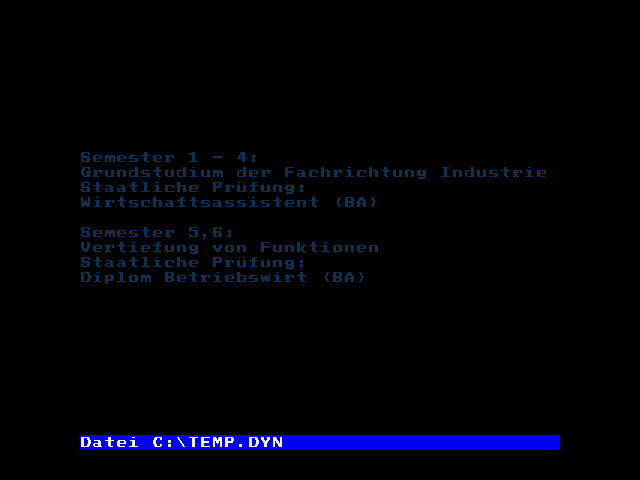 Semester 1 - 4:
Grundstudium der Fachrichtung Industrie
Staatliche Prüfung:
Wirtschaftsassistent (BA)
Semester 5,6:
Vertiefung von Funktionen
Staatliche Prüfung:
Diplom Betriebswirt (BA)
Datei C:\TEMP.DYN